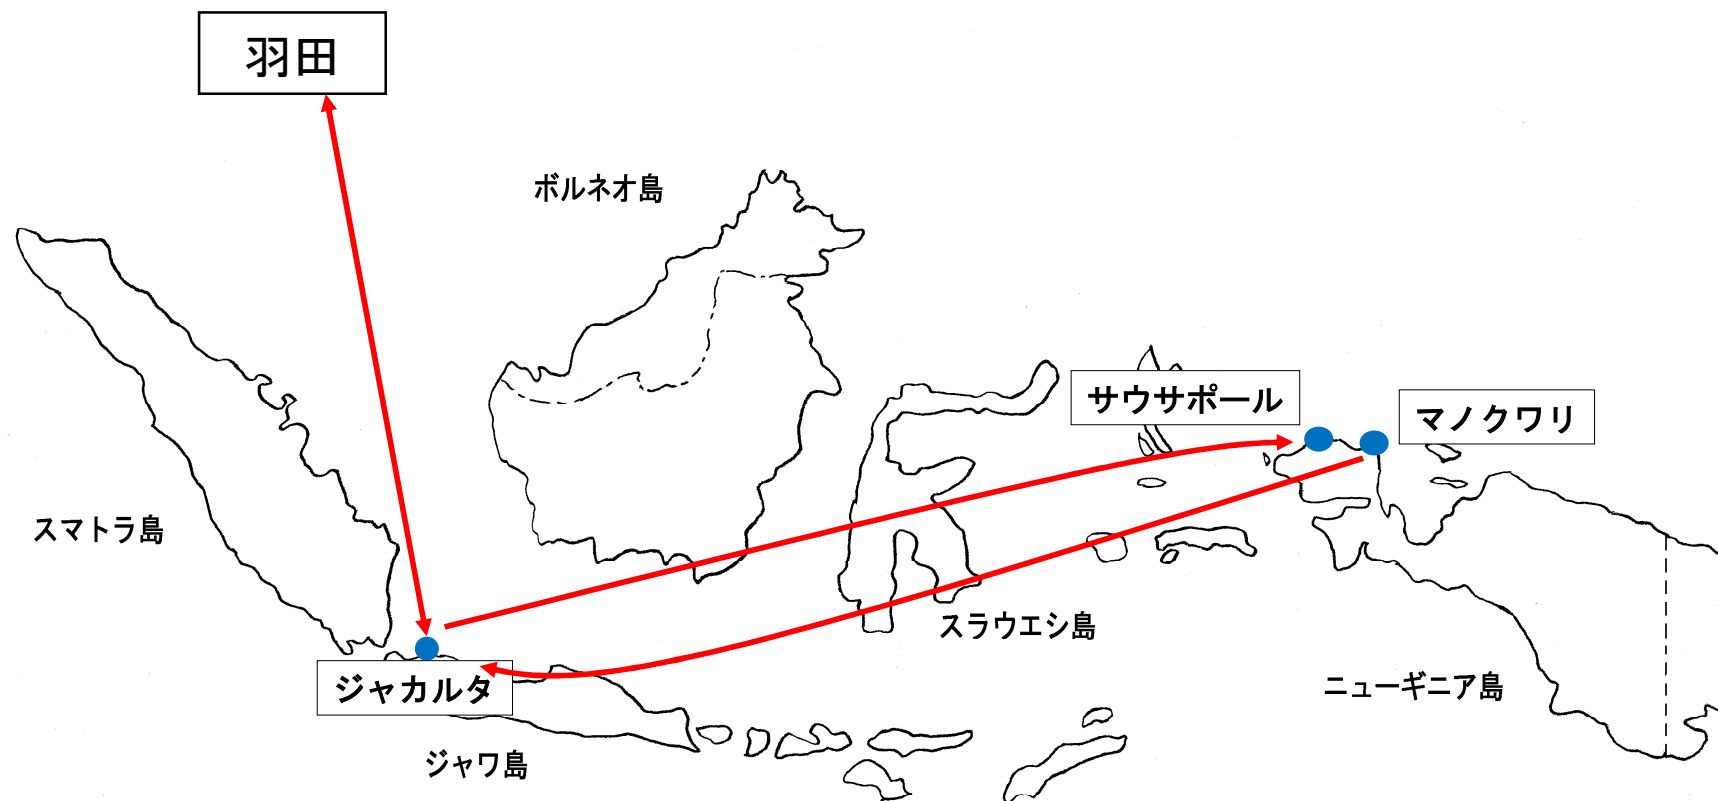 羽田
ボルネオ島
サウサポール
マノクワリ
スマトラ島
スラウエシ島
ジャカルタ
ニューギニア島
ジャワ島